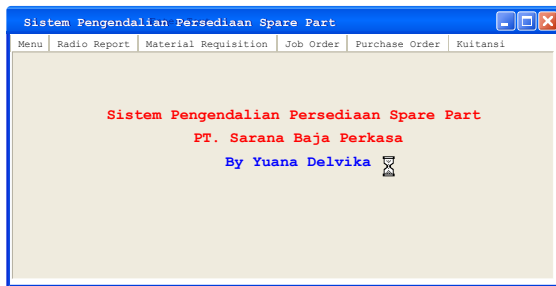 Sistem Pengendalian Persediaan Spare Part
Menu Radio Report Material Requisition Job Order Purchase Order Kuitansi
Sistem Pengendalian Persediaan Spare Part
PT. Sarana Baja Perkasa
By Yuana Delvika